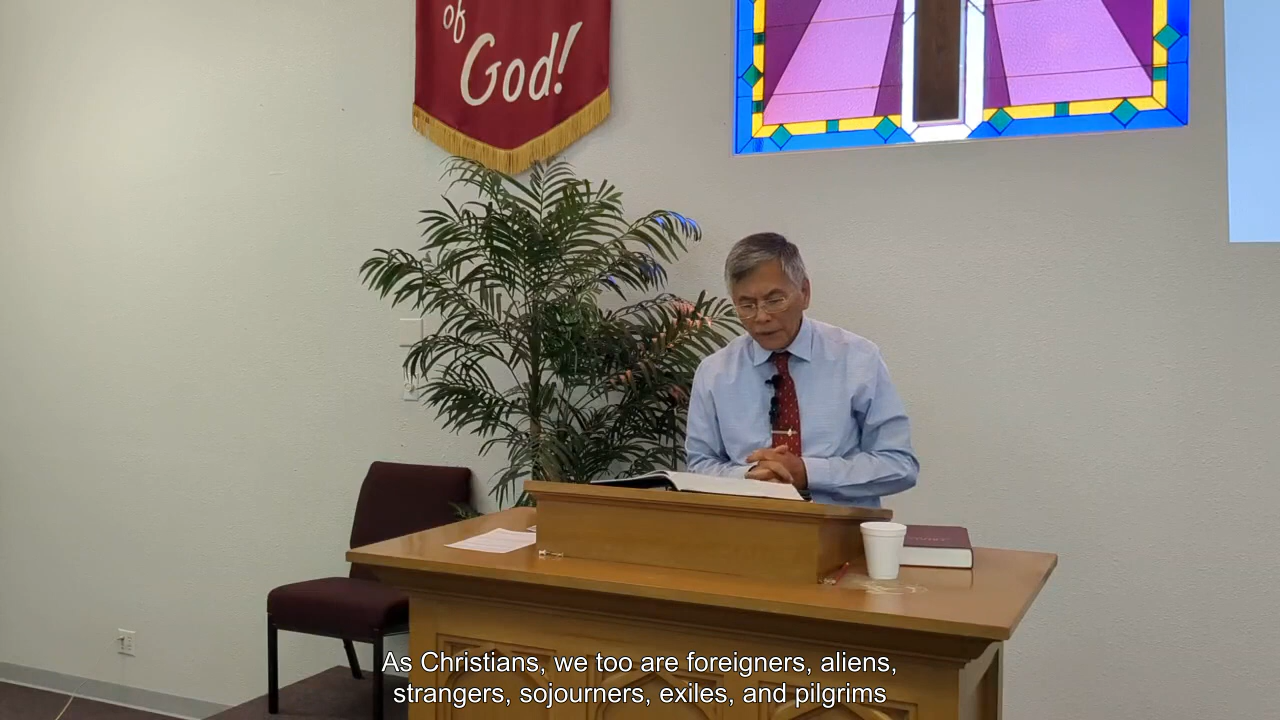 of
God!
As Christians, we too are foreigners, aliens,
strangers, sojourners, exiles, and pilgrims